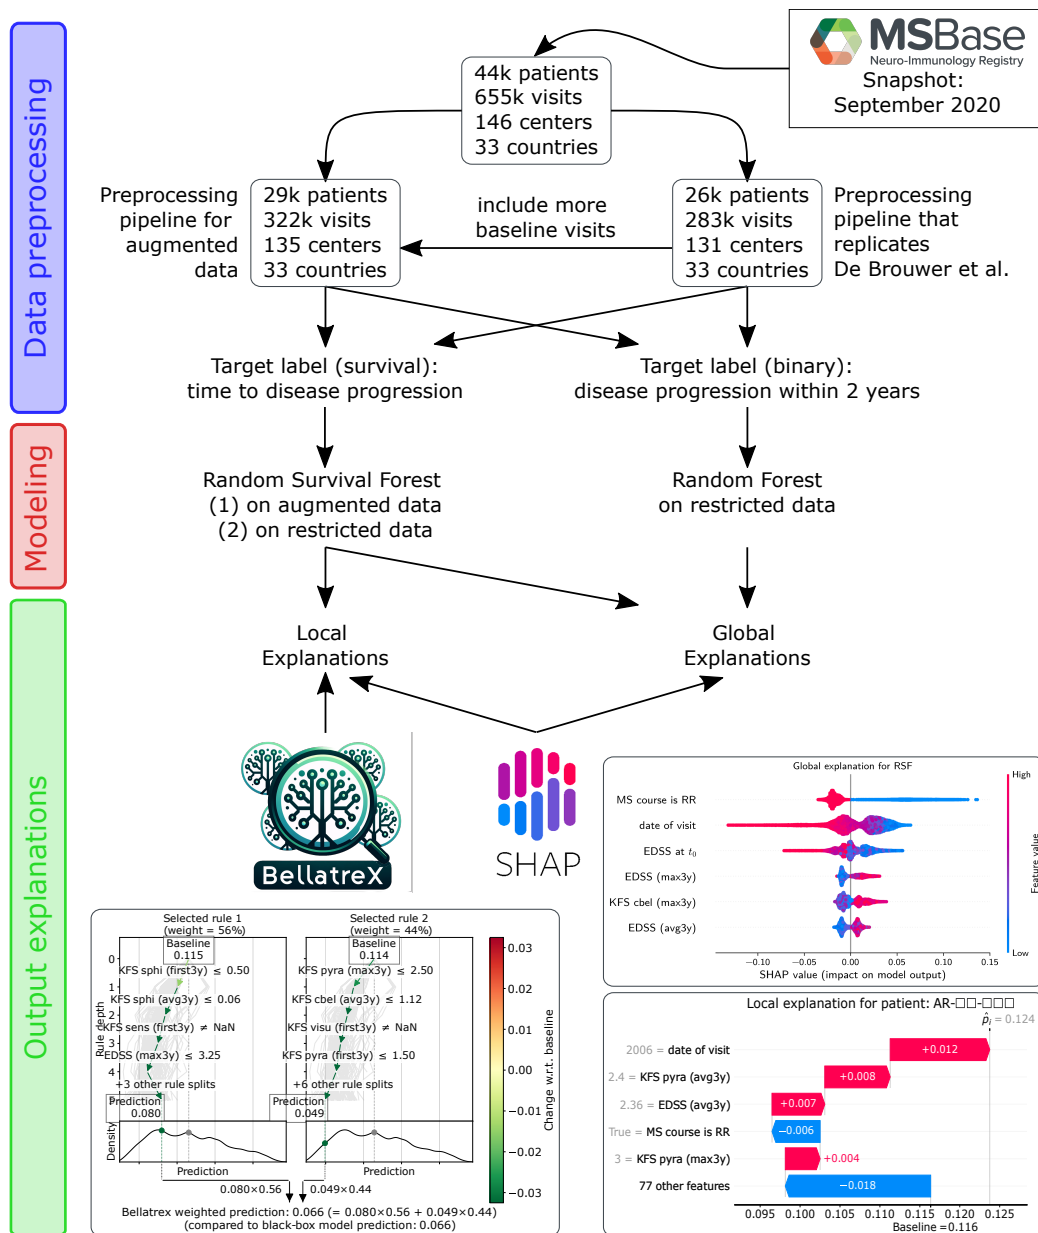 Data preprocessing
Modeling
Output explanations
MSBase
Neuro-Immunology Registry
Snapshot:
September 2020
44k patients
655k visits
146 centers
33 countries
Preprocessing
pipeline for
augmented
data
29k patients
322k visits
135 centers
33 countries
include more
baseline visits
26k patients
283k visits
131 centers
33 countries
Preprocessing
pipeline that
replicates
De Brouwer et al.
Target label (survival):
time to disease progression
Target label (binary):
disease progression within 2 years
Random Survival Forest
(1) on augmented data
(2) on restricted data
Random Forest
on restricted data
Local
Explanations
Global
Explanations
BellatreX
SHAP
Global explanation for RSF
MS course is RR
date of visit
EDSS at t₀
EDSS (max3y)
KFS cbel (max3y)
EDSS (avg3y)
−0.10 −0.05 0.00 0.05 0.10 0.15
SHAP value (impact on model output)
High
Feature value
Low
Selected rule 1
(weight = 56%)
Baseline
0.115
KFS sphi (first3y) ≤ 0.50
KFS sphi (avg3y) ≤ 0.06
KFS sens (first3y) ≠ NaN
EDSS (max3y) ≤ 3.25
+3 other rule splits
Prediction
0.080
Rule depth
0
1
2
3
4
Density
Selected rule 2
(weight = 44%)
Baseline
0.114
KFS pyra (max3y) ≤ 2.50
KFS cbel (avg3y) ≤ 1.12
KFS visu (first3y) ≠ NaN
KFS pyra (first3y) ≤ 1.50
+6 other rule splits
Prediction
0.049
Prediction
Prediction
0.03
0.02
0.01
0.00
−0.01
−0.02
−0.03
Change w.r.t. baseline
0.080×0.56
0.049×0.44
Bellatrex weighted prediction: 0.066 (= 0.080×0.56 + 0.049×0.44)
(compared to black-box model prediction: 0.066)
Local explanation for patient: AR-□□-□□□
p̂ᵢ = 0.124
2006 = date of visit
+0.012
2.4 = KFS pyra (avg3y)
+0.008
2.36 = EDSS (avg3y)
+0.007
True = MS course is RR
−0.006
3 = KFS pyra (max3y)
+0.004
77 other features
−0.018
0.095 0.100 0.105 0.110 0.115 0.120 0.125
Baseline = 0.116